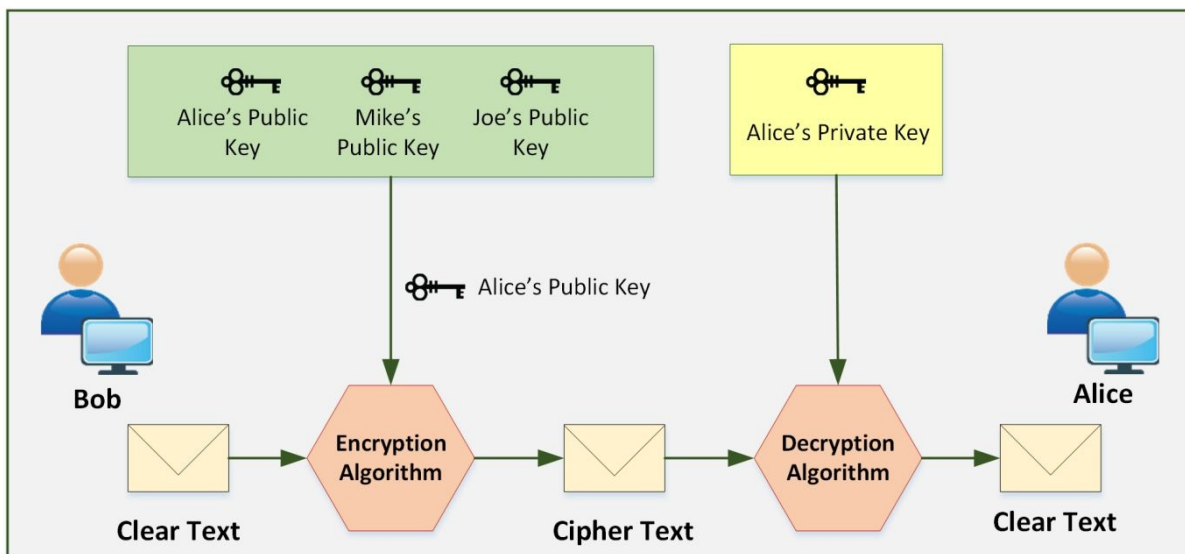 Alice’s Public
Key
Mike’s
Public Key
Joe’s Public
Key
Alice’s Private Key
Alice’s Public Key
Bob
Alice
Encryption
Algorithm
Decryption
Algorithm
Clear Text
Cipher Text
Clear Text